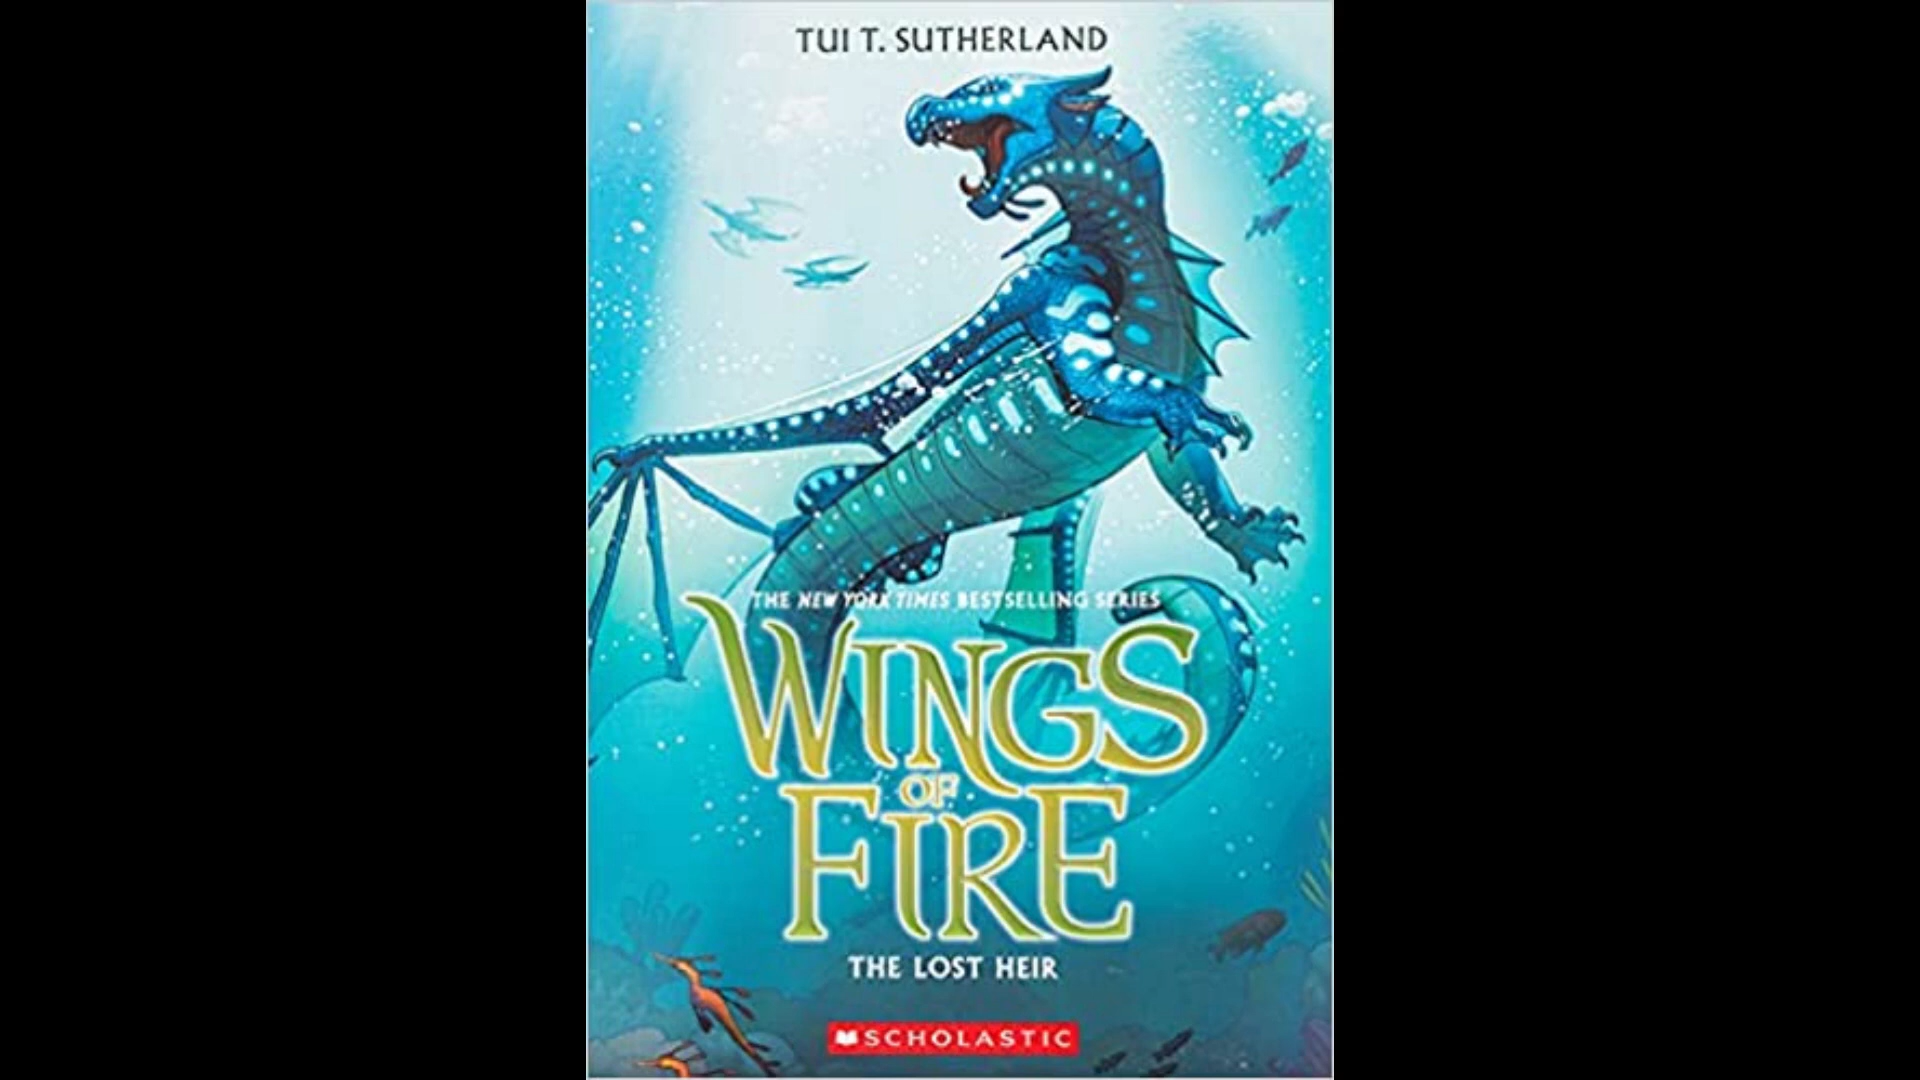 TUI T. SUTHERLAND
THE NEW YORK TIMES BESTSELLING SERIES
WINGS
OF
FIRE
THE LOST HEIR
SCHOLASTIC